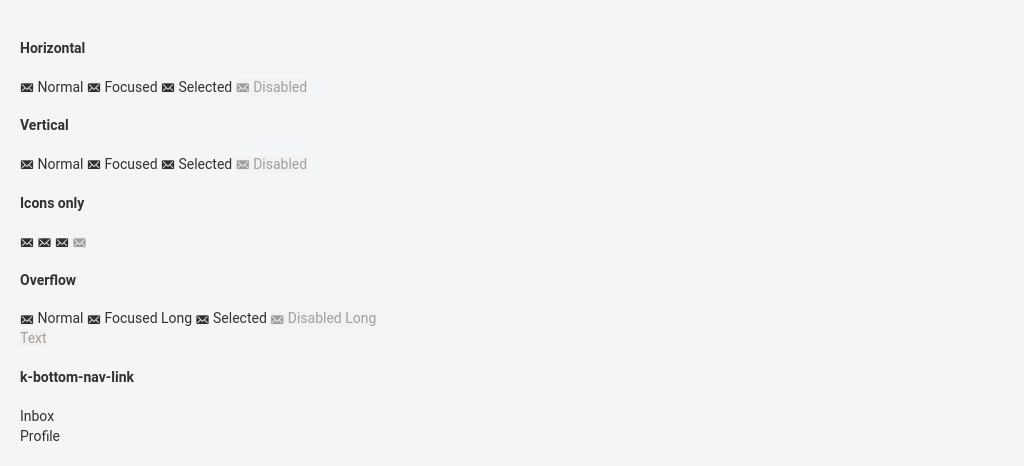 Horizontal
Normal Focused Selected Disabled
Vertical
Normal Focused Selected Disabled
Icons only
Overflow
Normal Focused Long Selected Disabled Long
Text
k-bottom-nav-link
Inbox
Profile